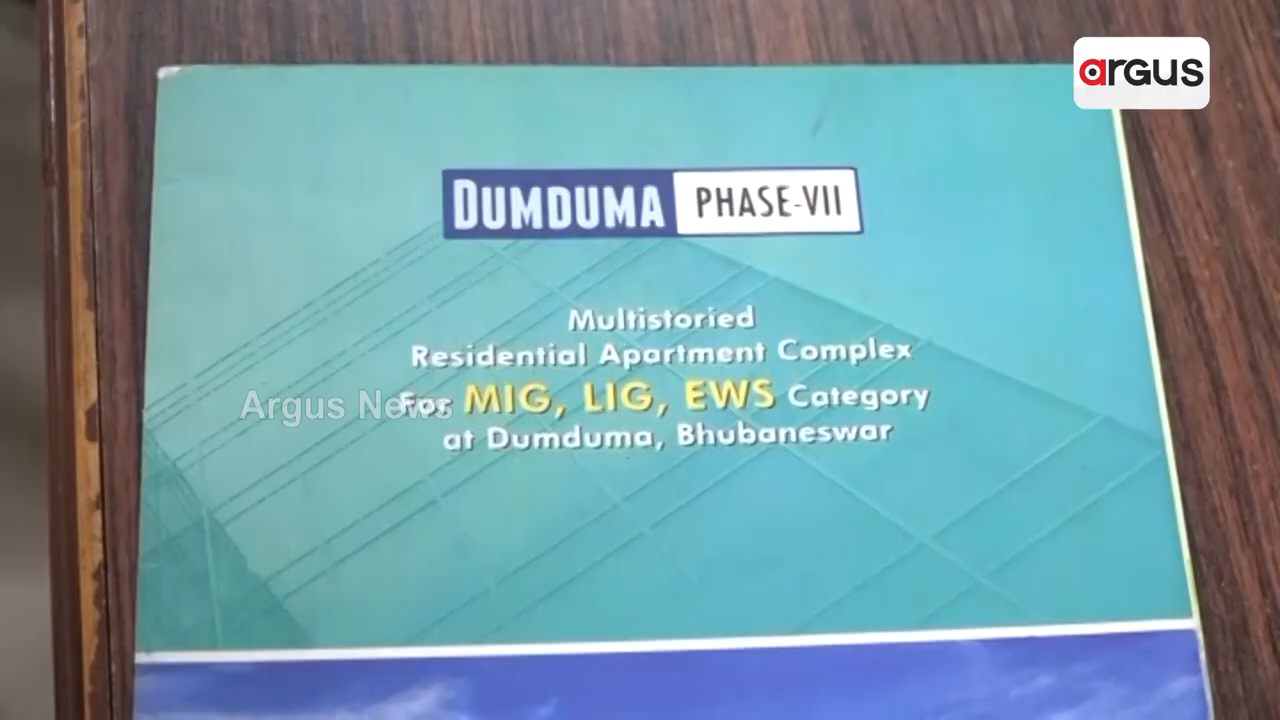 argus
DUMDUMA PHASE-VII
Multistoried
Residential Apartment Complex
For MIG, LIG, EWS Category
at Dumduma, Bhubaneswar
Argus News